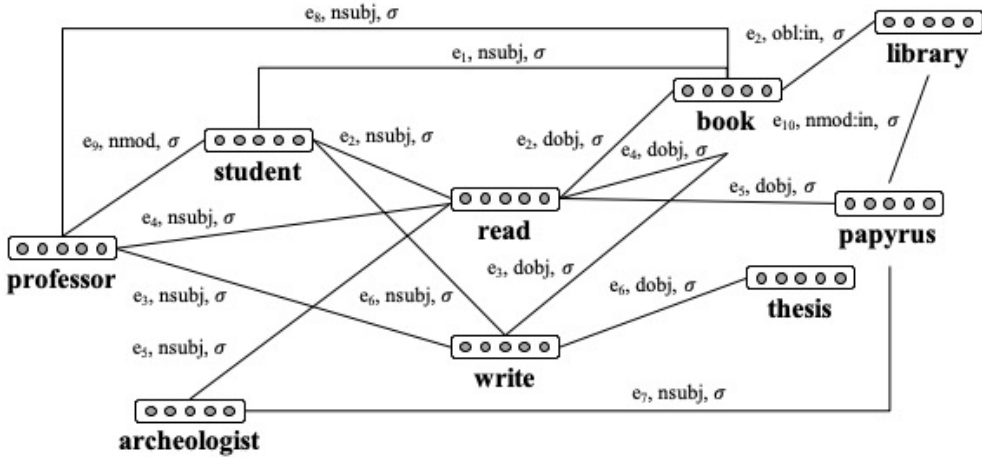 e₈, nsubj, σ
e₂, obl:in, σ
library
e₁, nsubj, σ
book
e₁₀, nmod:in, σ
e₉, nmod, σ
student
e₂, nsubj, σ
e₂, dobj, σ
e₄, dobj, σ
e₄, nsubj, σ
read
e₅, dobj, σ
papyrus
professor
e₃, nsubj, σ
e₆, nsubj, σ
e₃, dobj, σ
e₆, dobj, σ
thesis
e₅, nsubj, σ
write
e₇, nsubj, σ
archeologist